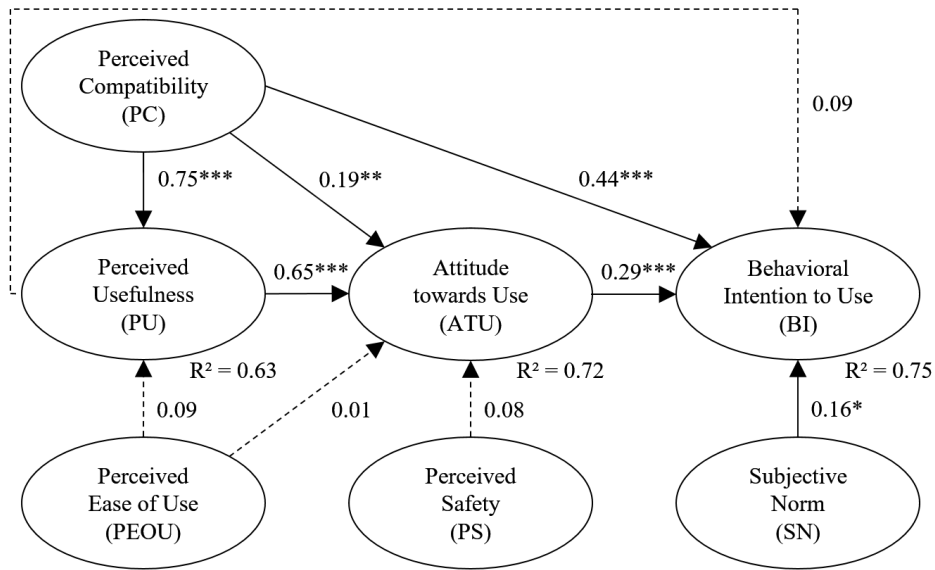 Perceived
Compatibility
(PC)
0.09
0.75***
0.19**
0.44***
Perceived
Usefulness
(PU)
0.65***
Attitude
towards Use
(ATU)
0.29***
Behavioral
Intention to Use
(BI)
R² = 0.63
R² = 0.72
R² = 0.75
0.09
0.01
0.08
0.16*
Perceived
Ease of Use
(PEOU)
Perceived
Safety
(PS)
Subjective
Norm
(SN)